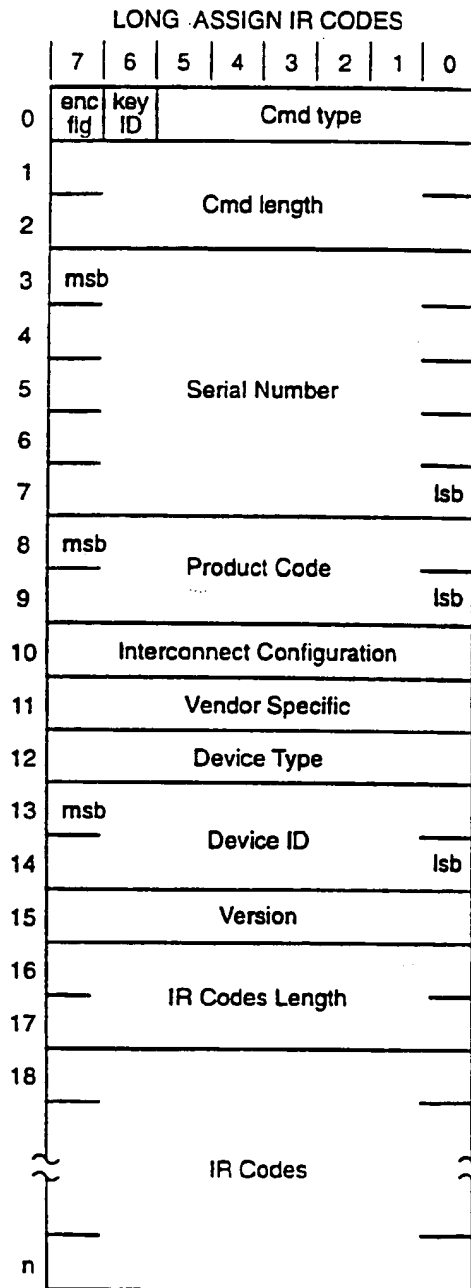 LONG ASSIGN IR CODES
7 6 5 4 3 2 1 0
0 enc flg key ID Cmd type
1
Cmd length
2
3 msb
4
5 Serial Number
6
7 lsb
8 msb
Product Code
9 lsb
10 Interconnect Configuration
11 Vendor Specific
12 Device Type
13 msb
Device ID
14 lsb
15 Version
16
IR Codes Length
17
18
IR Codes
n